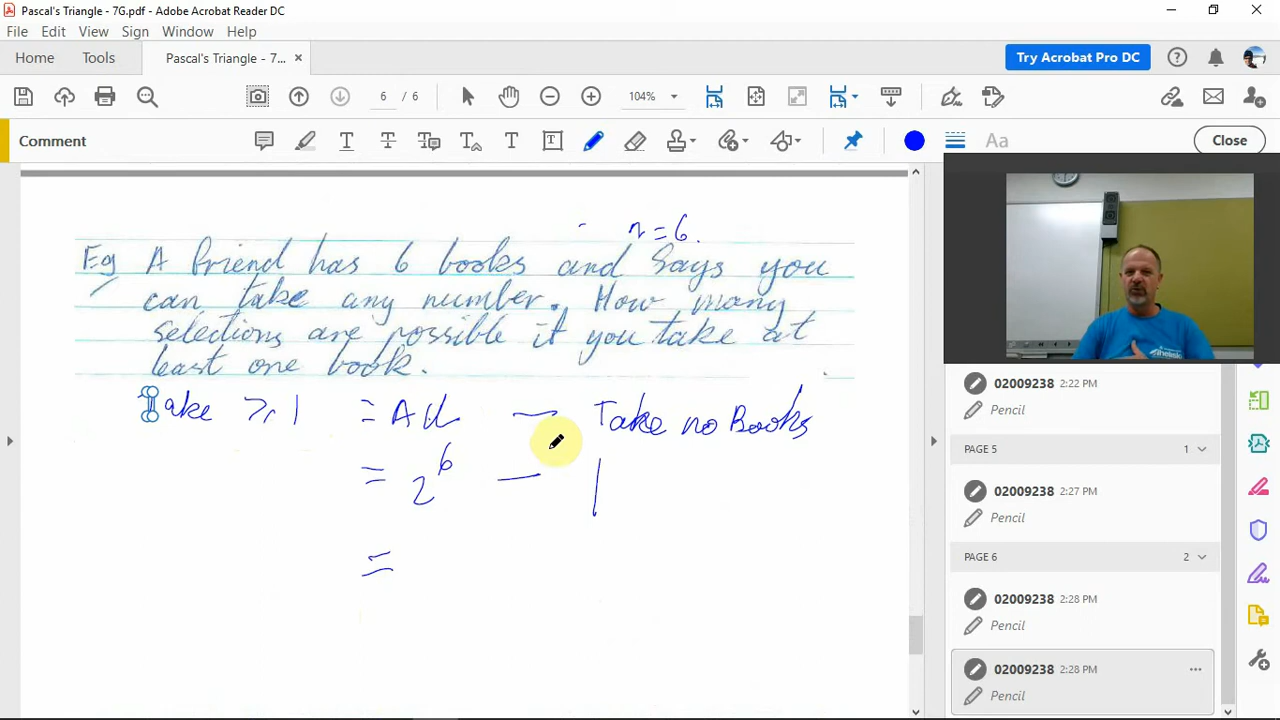 Pascal's Triangle - 7G.pdf - Adobe Acrobat Reader DC
File Edit View Sign Window Help
Home Tools Pascal's Triangle - 7... × Try Acrobat Pro DC
6 / 6 104%
Comment Aa Close
n=6.
Eg A friend has 6 books and says you
can take any number. How many
selections are possible if you take at
least one book.
Take ≥ 1 = All — Take no Books
= 2^6 — 1
=
02009238 2:22 PM
Pencil
PAGE 5 1
02009238 2:27 PM
Pencil
PAGE 6 2
02009238 2:28 PM
Pencil
02009238 2:28 PM
Pencil